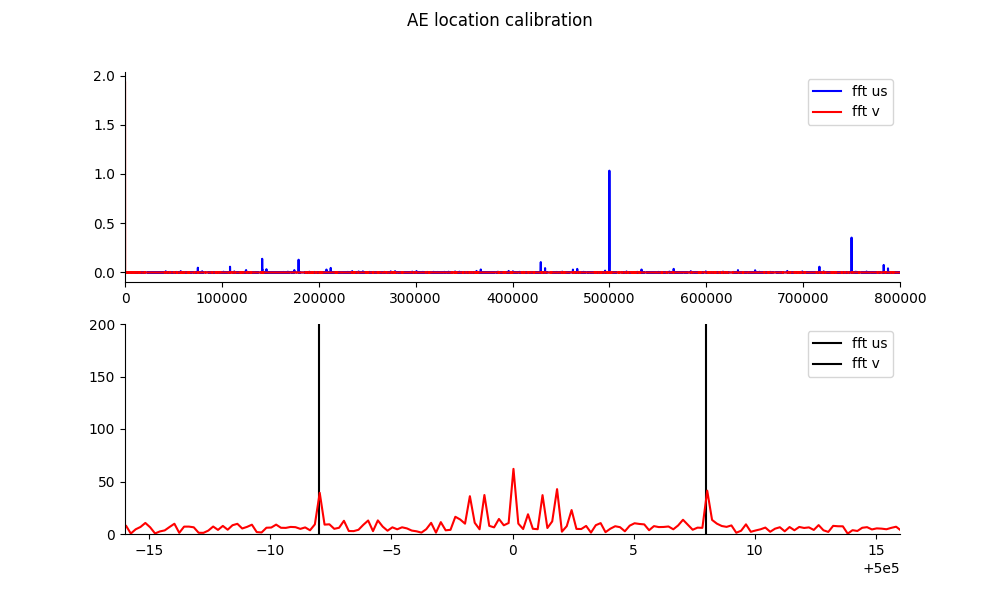 AE location calibration
2.0
1.5
1.0
0.5
0.0
fft us
fft v
0 100000 200000 300000 400000 500000 600000 700000 800000
200
150
100
50
0
fft us
fft v
−15 −10 −5 0 5 10 15
+5e5